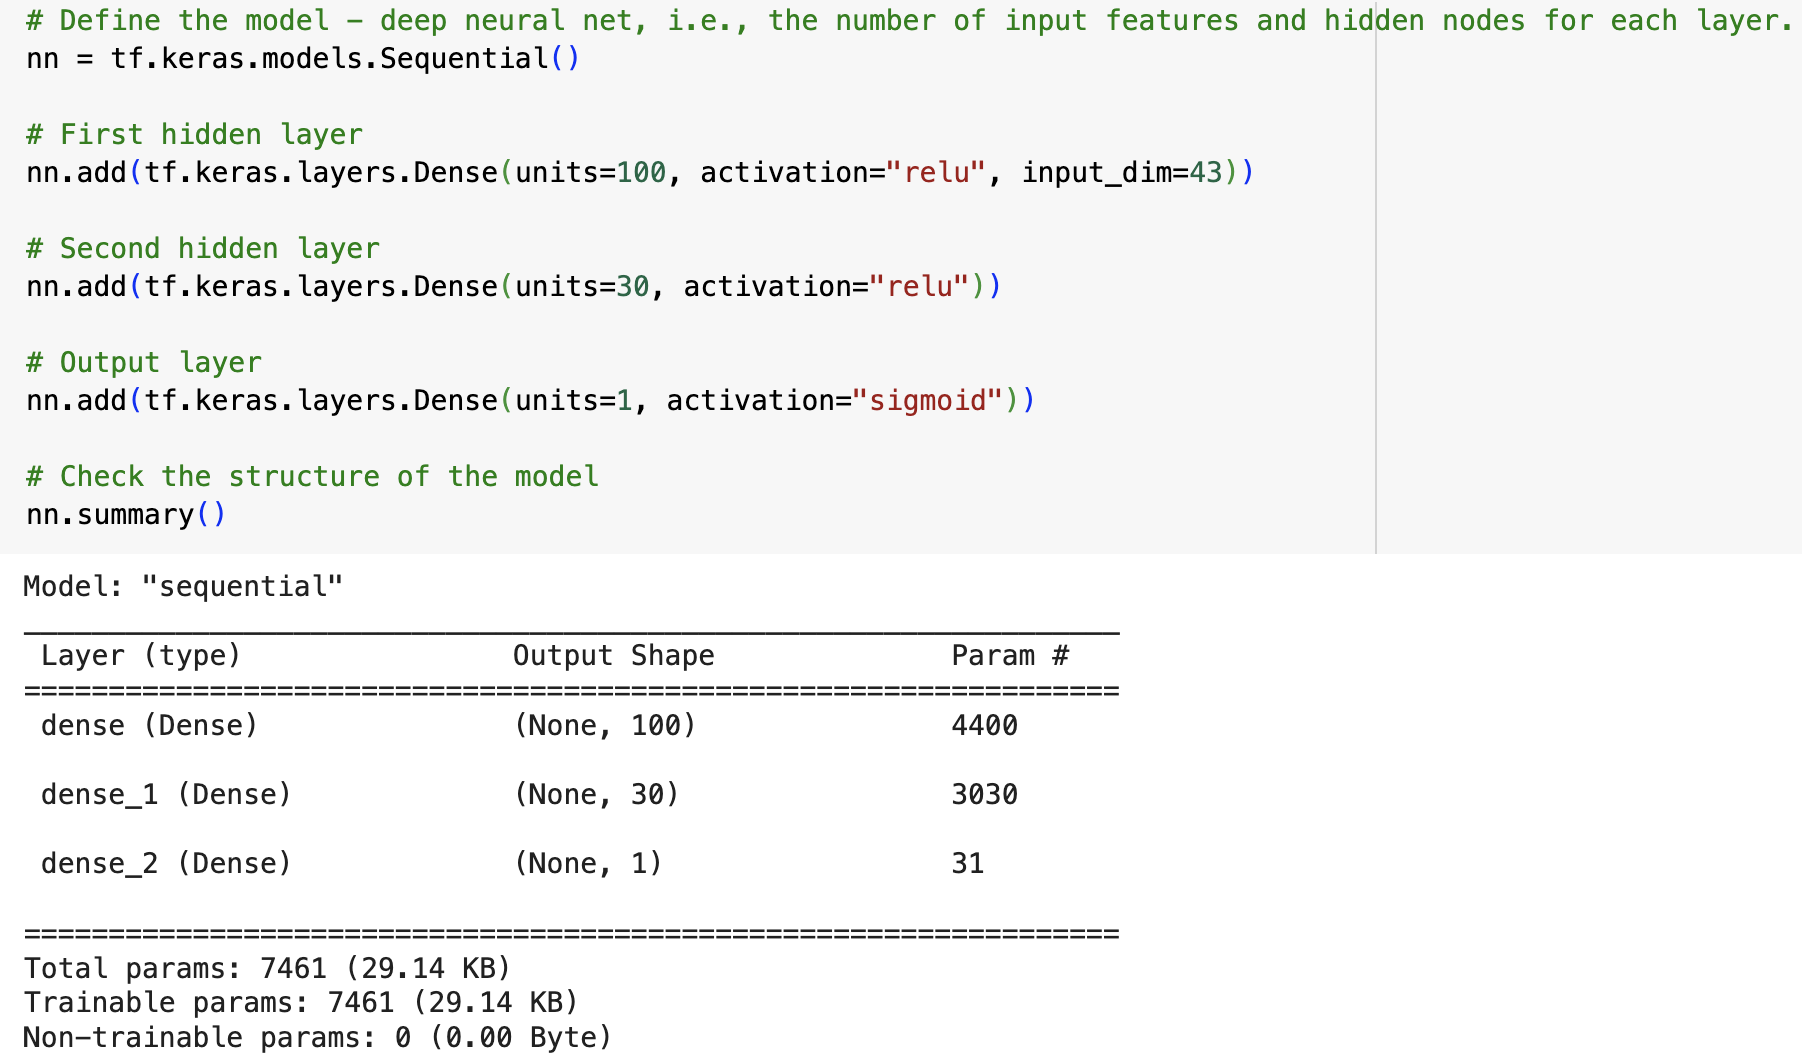 # Define the model – deep neural net, i.e., the number of input features and hidden nodes for each layer.
nn = tf.keras.models.Sequential()
# First hidden layer
nn.add(tf.keras.layers.Dense(units=100, activation="relu", input_dim=43))
# Second hidden layer
nn.add(tf.keras.layers.Dense(units=30, activation="relu"))
# Output layer
nn.add(tf.keras.layers.Dense(units=1, activation="sigmoid"))
# Check the structure of the model
nn.summary()
Model: "sequential"
_________________________________________________________________
Layer (type) Output Shape Param #
=================================================================
dense (Dense) (None, 100) 4400
dense_1 (Dense) (None, 30) 3030
dense_2 (Dense) (None, 1) 31
=================================================================
Total params: 7461 (29.14 KB)
Trainable params: 7461 (29.14 KB)
Non-trainable params: 0 (0.00 Byte)